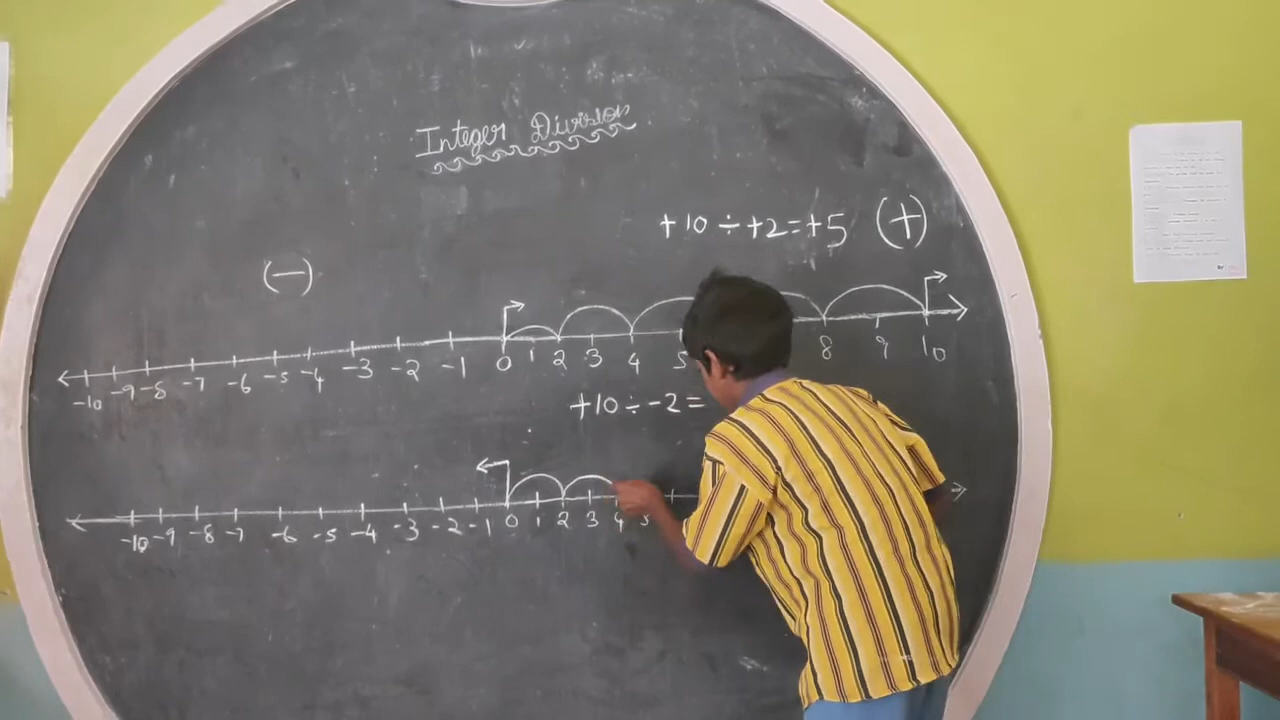 Integer Division
+10 ÷ +2 = +5 (+)
(−)
-10 -9 -8 -7 -6 -5 -4 -3 -2 -1 0 1 2 3 4 5 8 9 10
+10 ÷ -2 =
-10 -9 -8 -7 -6 -5 -4 -3 -2 -1 0 1 2 3 4 5